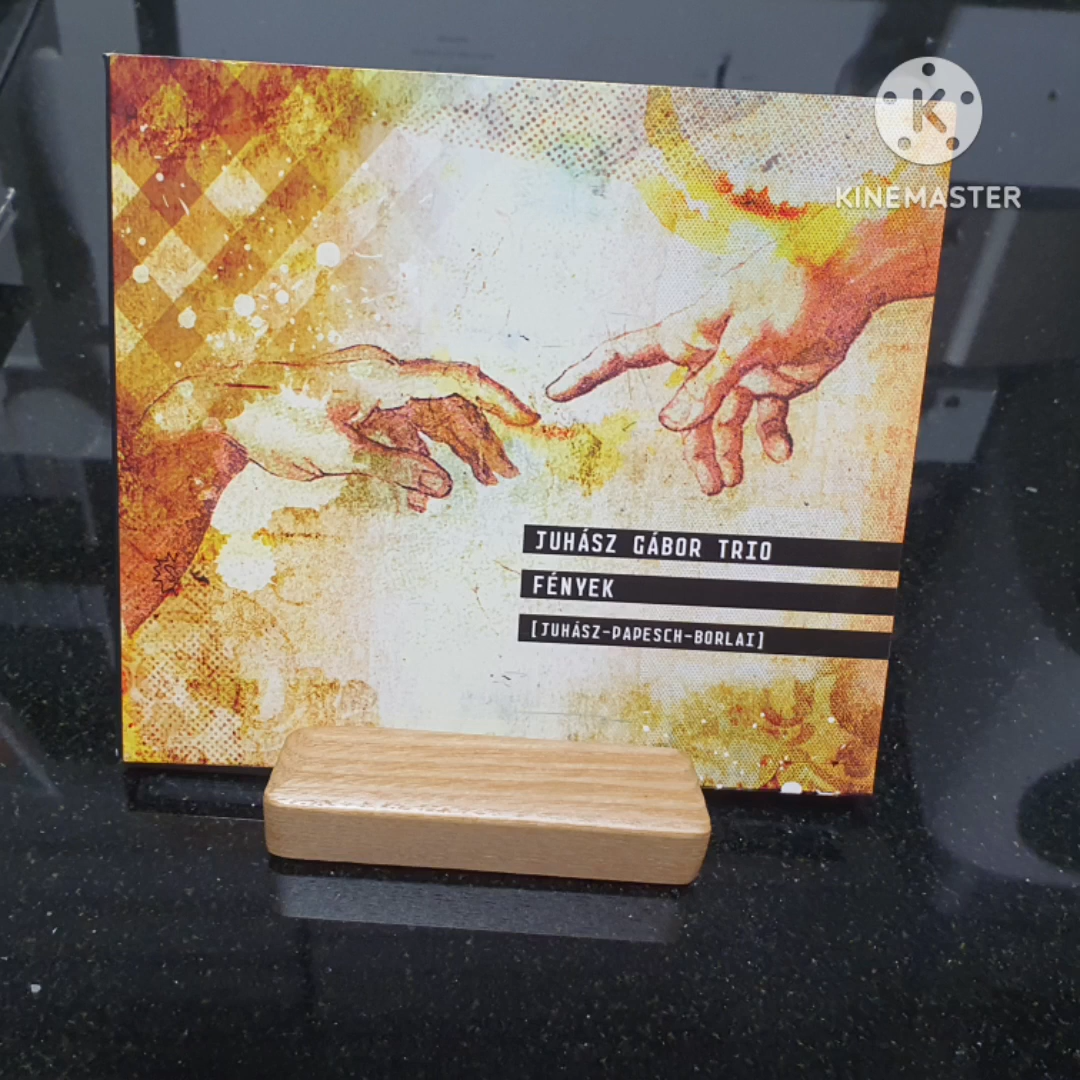 K
KINEMASTER
JUHÁSZ GÁBOR TRIO
FÉNYEK
[JUHÁSZ-PAPESCH-BORLAI]